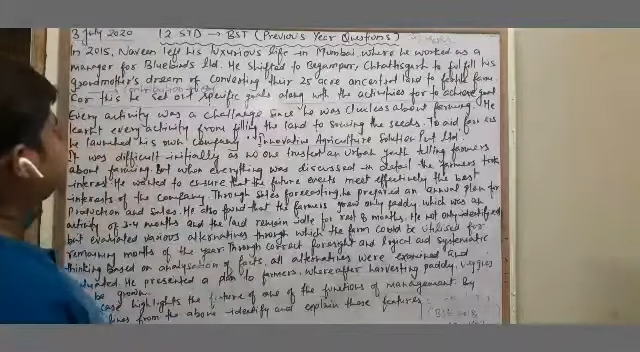 3 July 2020 12 STD → BST (Previous Year Questions)
In 2015, Naveen left his luxurious life in Mumbai where he worked as a
manager for Bluebirds Ltd. He shifted to Begampur, Chhattisgarh to fulfill his
grandmother's dream of converting their 25 acre ancestral land to fertile farm.
For this he set out specific goals along with the activities for to achieve goal
Every activity was a challenge since he was clueless about farming. He
learnt every activity from filling the land to sowing the seeds. To aid farmers
he launched his own company 'Innovative Agriculture Solution Pvt Ltd'
It was difficult initially as no one trusted an urban youth telling farmers
about farming. But when everything was discussed in detail the farmers took
interest. He wanted to ensure that the future events meet effectively the best
interests of the company. Through sales forecasting, he prepared an annual plan for
production and sales. He also found that the farmers grew only paddy which was an
activity of 3-4 months and the land remain idle for rest 8 months. He not only identified
but evaluated various alternatives through which the farm could be utilised for
remaining months of the year. Through correct foresight and logical and systematic
thinking based on analysation of facts, all alternatives were examined and
He presented a plan to farmers, where after harvesting paddy, veggies
be grown.
case highlights the future of one of the functions of management. By
lines from the above identify and explain those features.